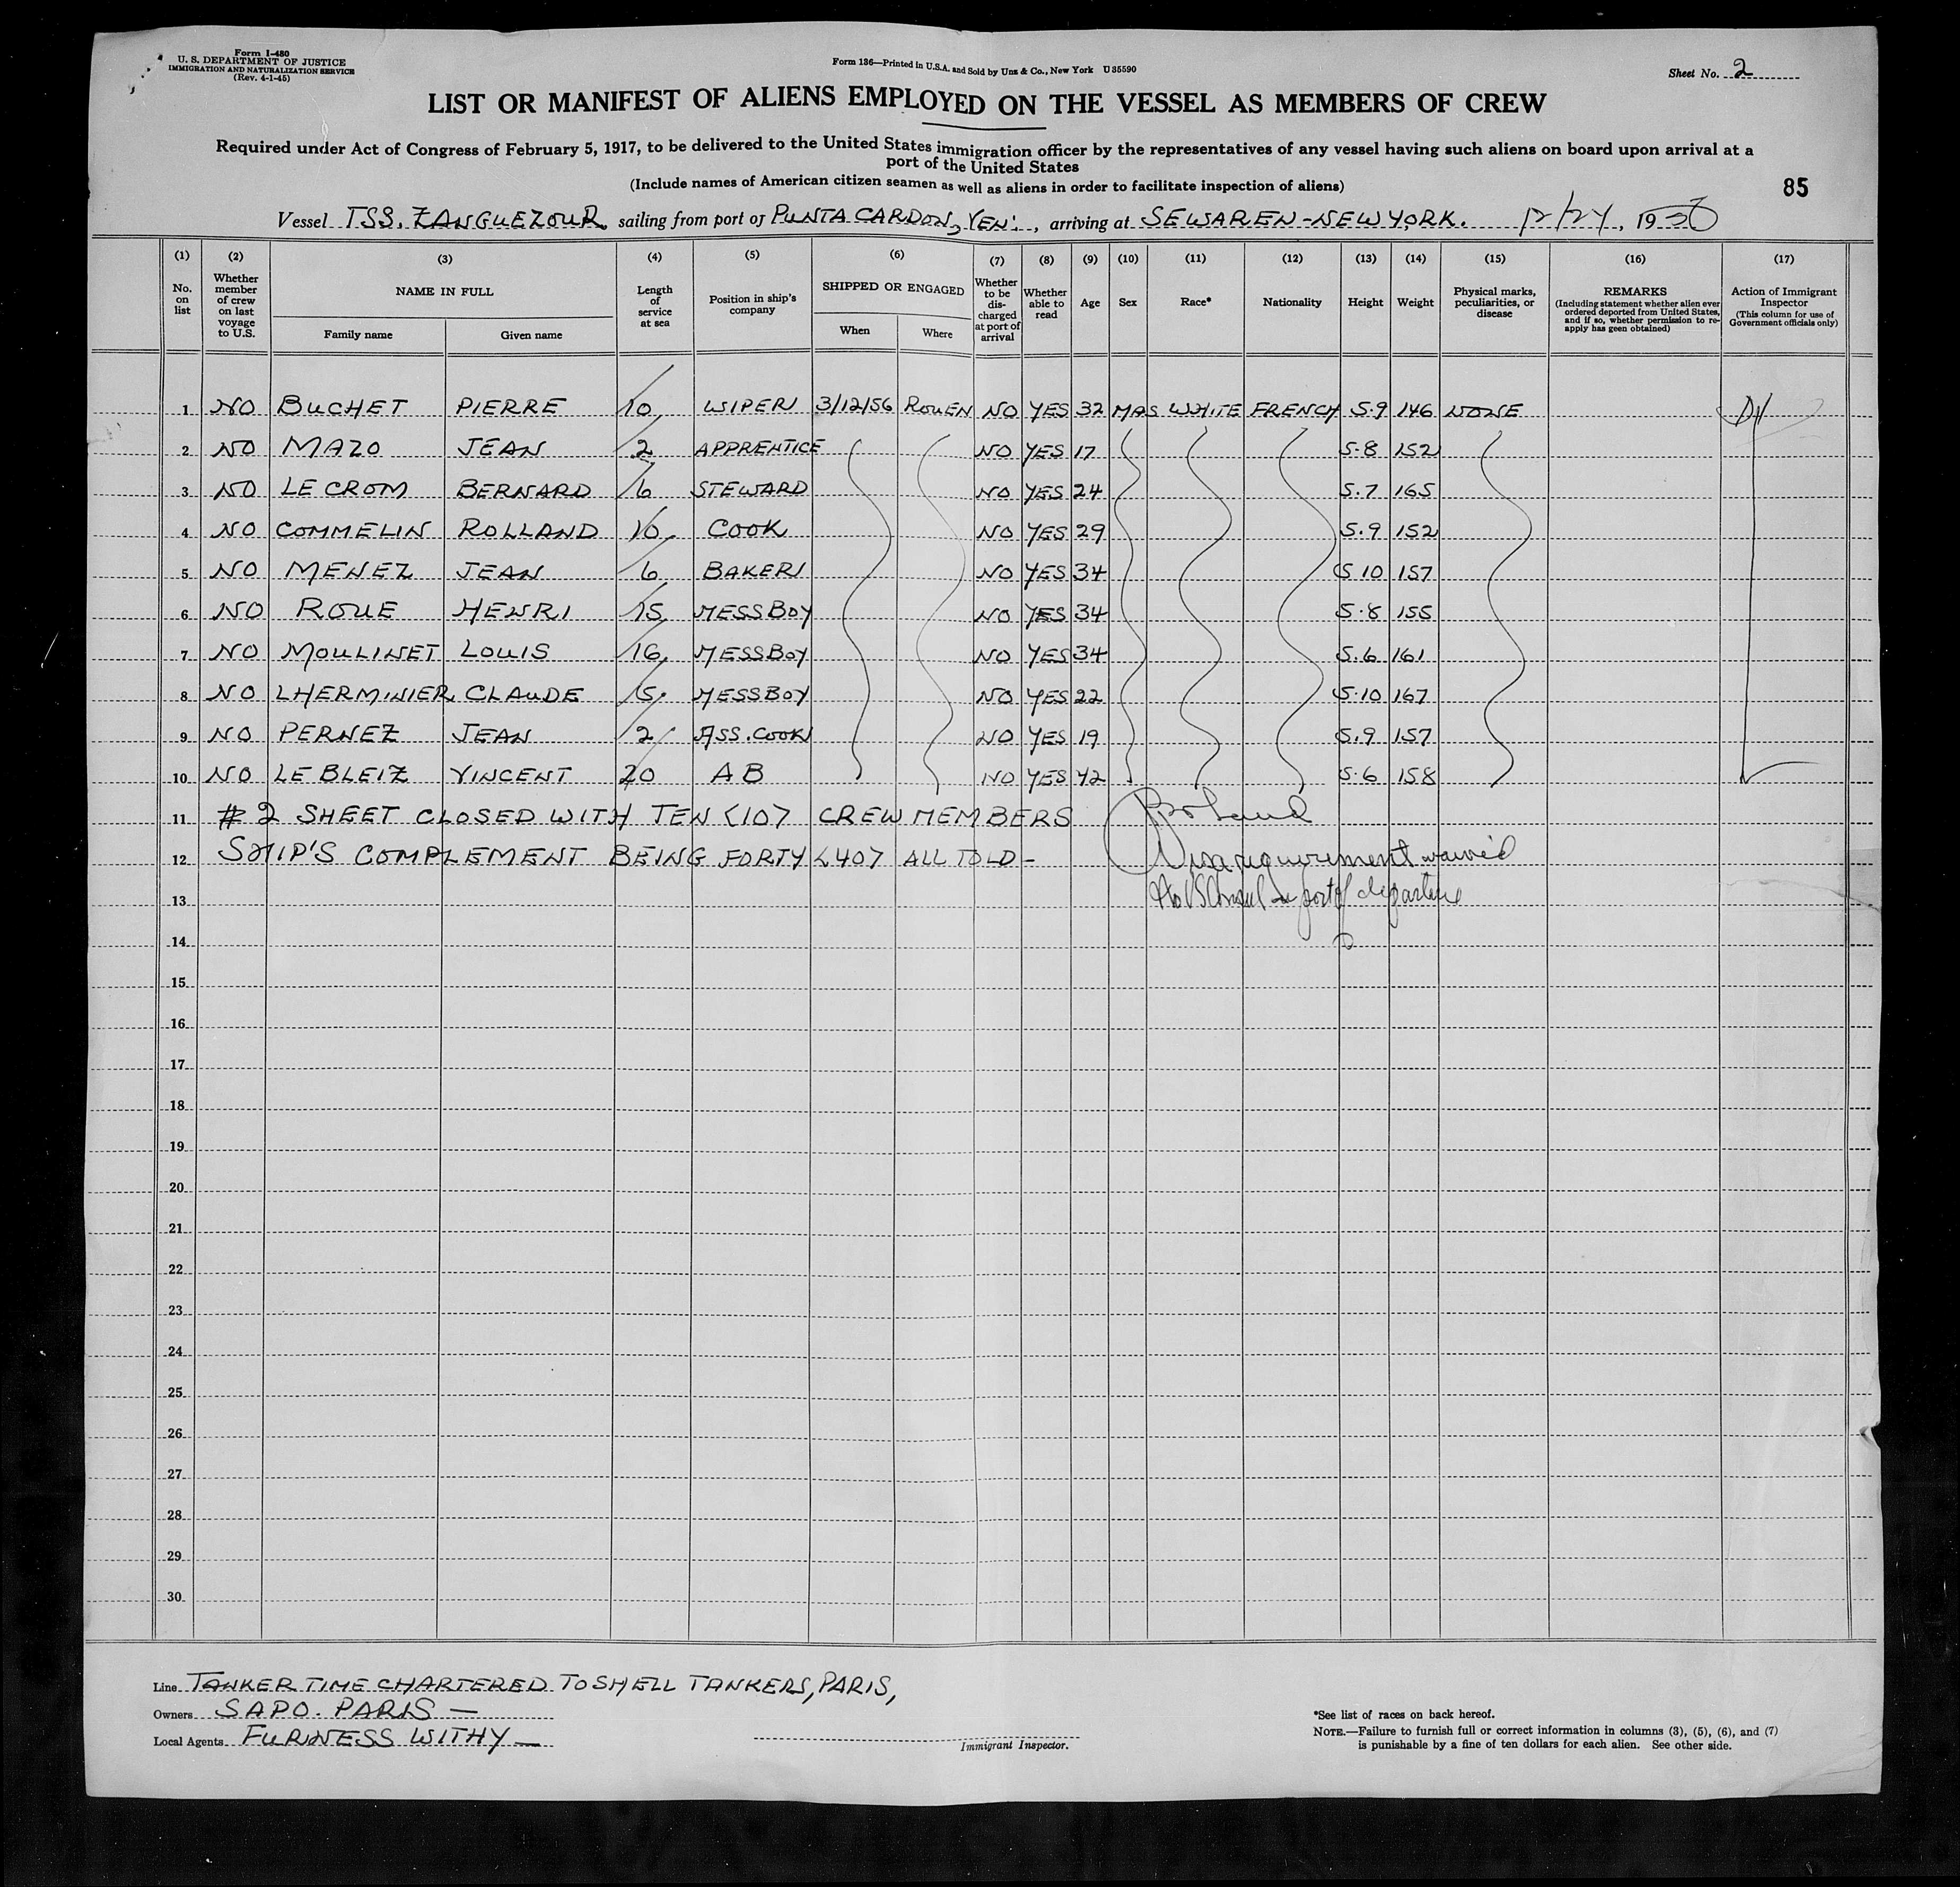 Form I-480
U. S. DEPARTMENT OF JUSTICE
IMMIGRATION AND NATURALIZATION SERVICE
(Rev. 4-1-45)
Form 136—Printed in U.S.A. and Sold by Unz & Co., New York U35590
Sheet No. 2
LIST OR MANIFEST OF ALIENS EMPLOYED ON THE VESSEL AS MEMBERS OF CREW
Required under Act of Congress of February 5, 1917, to be delivered to the United States immigration officer by the representatives of any vessel having such aliens on board upon arrival at a
port of the United States
(Include names of American citizen seamen as well as aliens in order to facilitate inspection of aliens)
85
Vessel TSS. ZANGUEZOUR sailing from port of PUNTA CARDON, VEN:, arriving at SEWAREN-NEW YORK. 12/24, 1956
(1) (2) (3) (4) (5) (6) (7) (8) (9) (10) (11) (12) (13) (14) (15) (16) (17)
No. on list
Whether member of crew on last voyage to U.S.
NAME IN FULL
Family name
Given name
Length of service at sea
Position in ship's company
SHIPPED OR ENGAGED
When
Where
Whether to be discharged at port of arrival
Whether able to read
Age
Sex
Race*
Nationality
Height
Weight
Physical marks, peculiarities, or disease
REMARKS
(Including statement whether alien ever ordered deported from United States, and if so, whether permission to re-apply has geen obtained)
Action of Immigrant Inspector
(This column for use of Government officials only)
1 NO BUCHET PIERRE 10 WIPER 3/12/56 ROUEN NO YES 32 MAS WHITE FRENCH 5.9 146 NONE
2 NO MAZO JEAN 2 APPRENTICE NO YES 17 5.8 152
3 NO LE CROM BERNARD 6 STEWARD NO YES 24 5.7 165
4 NO COMMELIN ROLLAND 10 COOK NO YES 29 5.9 152
5 NO MENEZ JEAN 6 BAKER NO YES 34 5 10 157
6 NO ROUE HENRI 15 MESSBOY NO YES 34 5.8 155
7 NO MOULINET LOUIS 16 MESSBOY NO YES 34 5.6 161
8 NO LHERMINIER CLAUDE 5 MESSBOY NO YES 22 5.10 167
9 NO PERNEZ JEAN 2 ASS. COOK NO YES 19 5.9 157
10 NO LE BLEIZ VINCENT 20 AB NO YES 42 5.6 158
11 # 2 SHEET CLOSED WITH TEN <10> CREW MEMBERS
12 SHIP'S COMPLEMENT BEING FORTY <40> ALL TOLD - Visa requirement waived
13 No US Consul in port of departure
14
15
16
17
18
19
20
21
22
23
24
25
26
27
28
29
30
Line TANKER TIME CHARTERED TO SHELL TANKERS, PARIS,
Owners SAPO. PARIS —
Local Agents FURNESS WITHY —
Immigrant Inspector.
*See list of races on back hereof.
NOTE.—Failure to furnish full or correct information in columns (3), (5), (6), and (7)
is punishable by a fine of ten dollars for each alien. See other side.